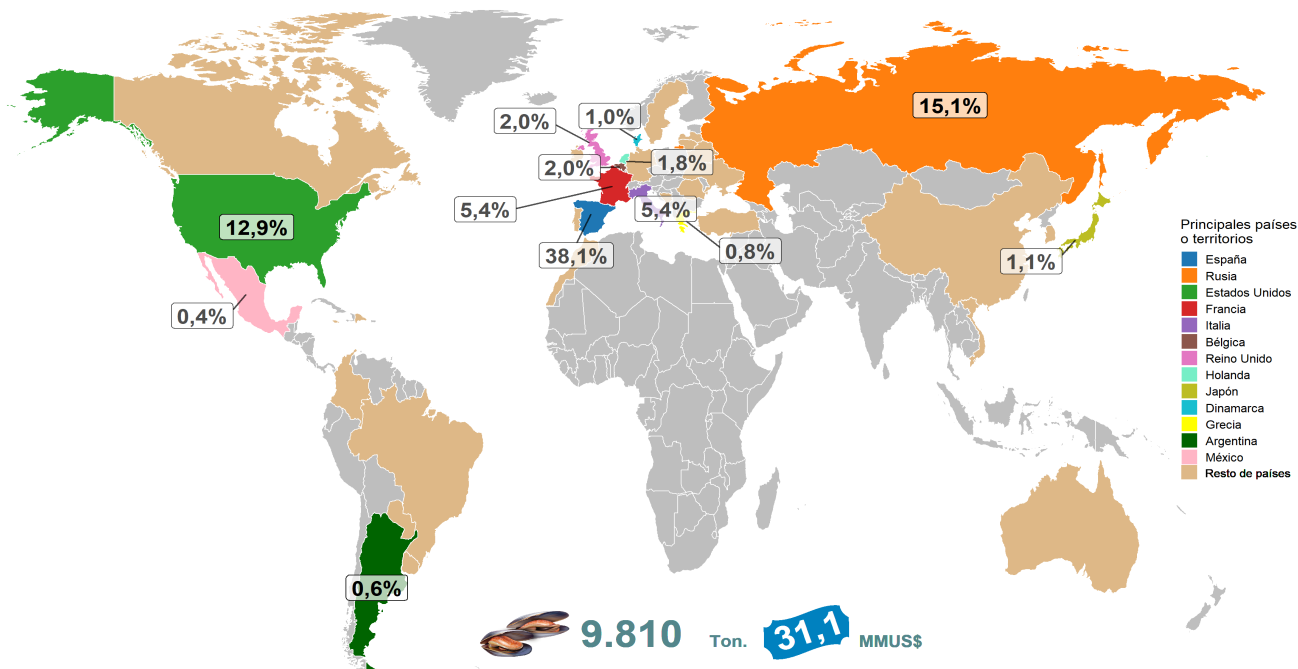 15,1%
2,0%
1,0%
2,0%
1,8%
5,4%
5,4%
12,9%
38,1%
0,8%
1,1%
0,4%
0,6%
Principales países
o territorios
España
Rusia
Estados Unidos
Francia
Italia
Bélgica
Reino Unido
Holanda
Japón
Dinamarca
Grecia
Argentina
México
Resto de países
9.810 Ton. 31,1 MMUS$